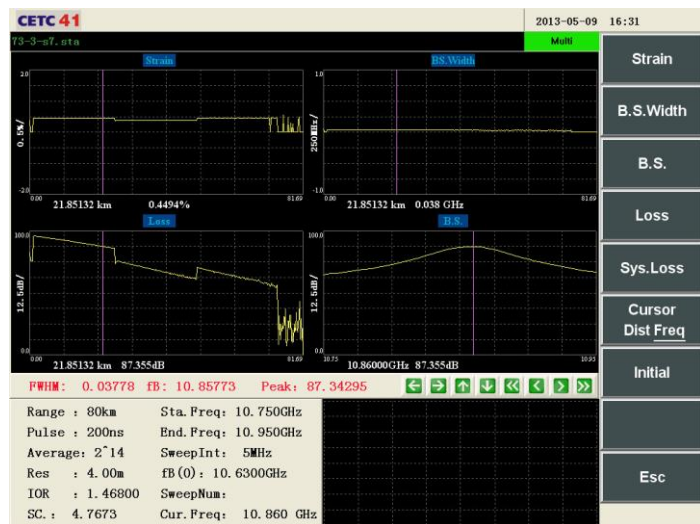 CETC 41
2013-05-09 16:31
73-3-s7.sta
Multi
Strain
2.0
0.5%/
-2.0
0.00
21.85132 km 0.4494%
81.69
B.S.Width
1.0
250MHz/
-1.0
0.00
21.85132 km 0.038 GHz
81.69
Loss
100.0
12.5dB/
0.0
0.00
21.85132 km 87.355dB
81.69
B.S.
100.0
12.5dB/
0.0
10.75
10.86000GHz 87.355dB
10.95
FWHM: 0.03778 fB: 10.85773 Peak: 87.34295
Range : 80km Sta.Freq: 10.750GHz
Pulse : 200ns End.Freq: 10.950GHz
Average: 2^14 SweepInt: 5MHz
Res : 4.00m fB(0): 10.6300GHz
IOR : 1.46800 SweepNum:
SC.: 4.7673 Cur.Freq: 10.860 GHz
Strain
B.S.Width
B.S.
Loss
Sys.Loss
Cursor
Dist Freq
Initial
Esc